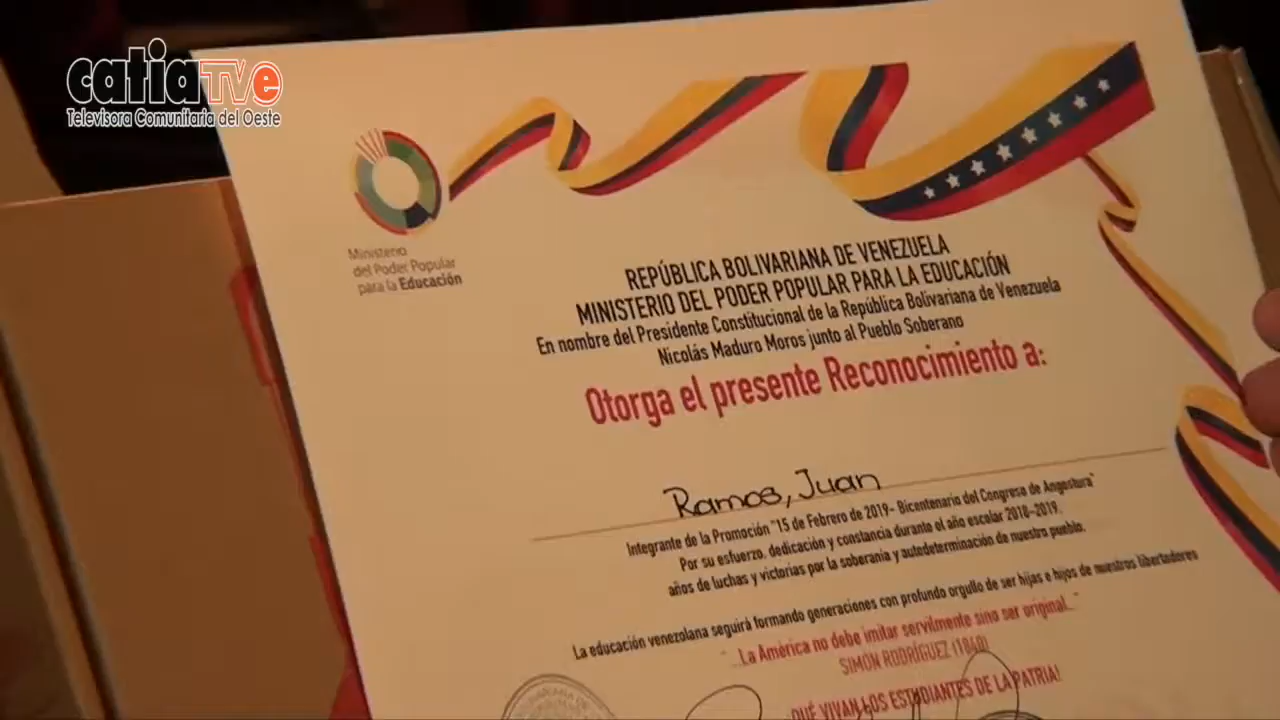 catiaTVe
Televisora Comunitaria del Oeste
Ministerio
del Poder Popular
para la Educación
REPÚBLICA BOLIVARIANA DE VENEZUELA
MINISTERIO DEL PODER POPULAR PARA LA EDUCACIÓN
En nombre del Presidente Constitucional de la República Bolivariana de Venezuela
Nicolás Maduro Moros junto al Pueblo Soberano
Otorga el presente Reconocimiento a:
Ramos, Juan
Integrante de la Promoción "15 de Febrero de 2019- Bicentenario del Congreso de Angostura"
Por su esfuerzo, dedicación y constancia durante el año escolar 2018-2019.
años de luchas y victorias por la soberanía y autodeterminación de nuestro pueblo.
La educación venezolana seguirá formando generaciones con profundo orgullo de ser hijas e hijos de nuestros libertadores
"...La América no debe imitar servilmente sino ser original..."
SIMÓN RODRÍGUEZ (1840)
¡QUÉ VIVAN LOS ESTUDIANTES DE LA PATRIA!